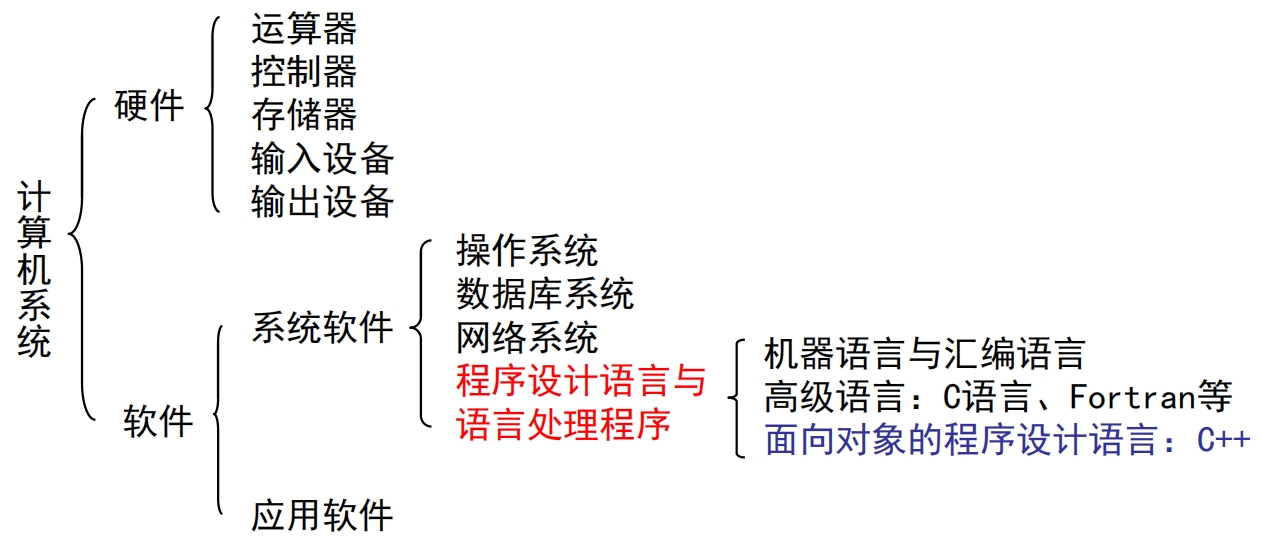 计算机系统
硬件
运算器
控制器
存储器
输入设备
输出设备
软件
系统软件
操作系统
数据库系统
网络系统
程序设计语言与
语言处理程序
机器语言与汇编语言
高级语言：C语言、Fortran等
面向对象的程序设计语言：C++
应用软件